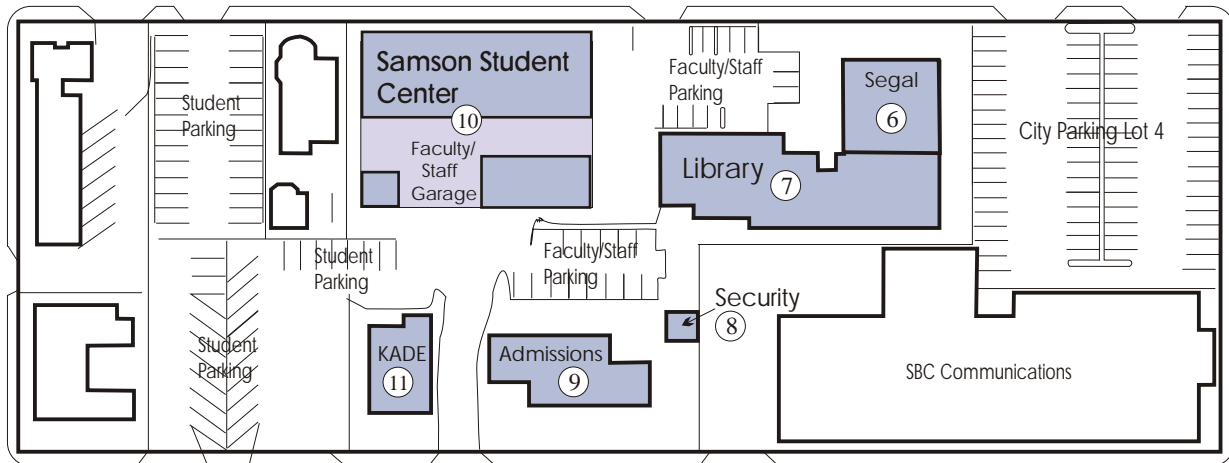 Samson Student
Center
10
Faculty/
Staff
Garage
Student
Parking
Faculty/Staff
Parking
Segal
6
Library
7
City Parking Lot 4
Student
Parking
Faculty/Staff
Parking
Security
8
Student
Parking
KADE
11
Admissions
9
SBC Communications